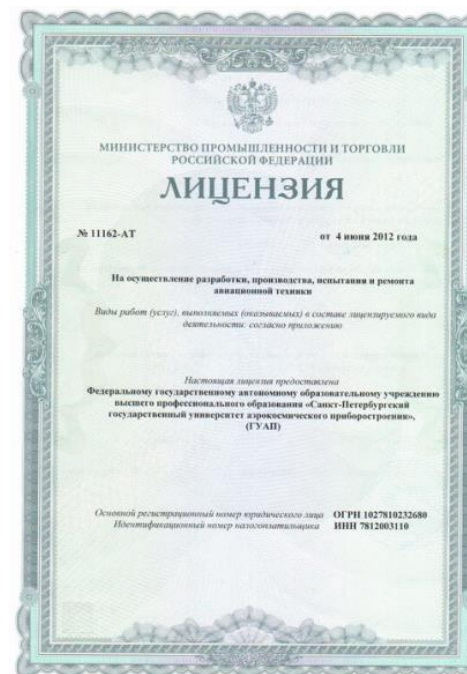 МИНИСТЕРСТВО ПРОМЫШЛЕННОСТИ И ТОРГОВЛИ
РОССИЙСКОЙ ФЕДЕРАЦИИ
ЛИЦЕНЗИЯ
№ 11162-АТ от 4 июня 2012 года
На осуществление разработки, производства, испытания и ремонта
авиационной техники
Виды работ (услуг), выполняемых (оказываемых) в составе лицензируемого вида
деятельности: согласно приложению
Настоящая лицензия предоставлена
Федеральному государственному автономному образовательному учреждению
высшего профессионального образования «Санкт-Петербургский
государственный университет аэрокосмического приборостроения»,
(ГУАП)
Основной регистрационный номер юридического лица ОГРН 1027810232680
Идентификационный номер налогоплательщика ИНН 7812003110